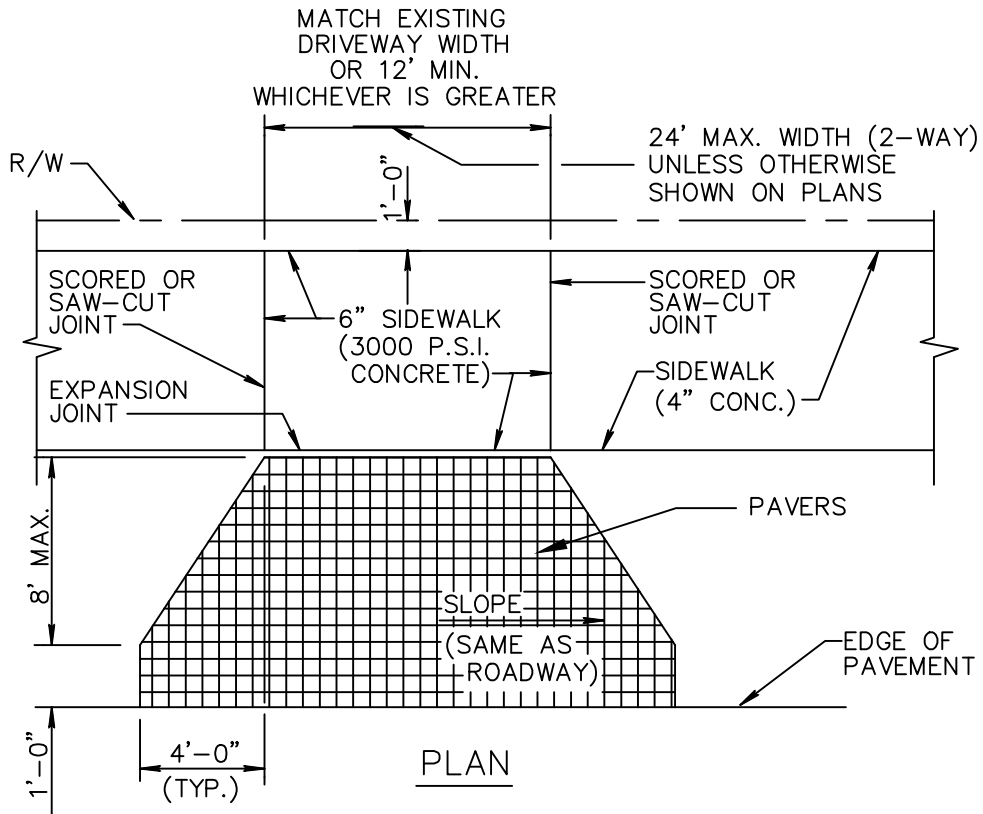 MATCH EXISTING
DRIVEWAY WIDTH
OR 12' MIN.
WHICHEVER IS GREATER
24' MAX. WIDTH (2-WAY)
UNLESS OTHERWISE
SHOWN ON PLANS
R/W
1'-0"
SCORED OR
SAW-CUT
JOINT
6" SIDEWALK
(3000 P.S.I.
CONCRETE)
SCORED OR
SAW-CUT
JOINT
EXPANSION
JOINT
SIDEWALK
(4" CONC.)
PAVERS
8' MAX.
SLOPE
(SAME AS
ROADWAY)
EDGE OF
PAVEMENT
1'-0"
4'-0"
(TYP.)
PLAN